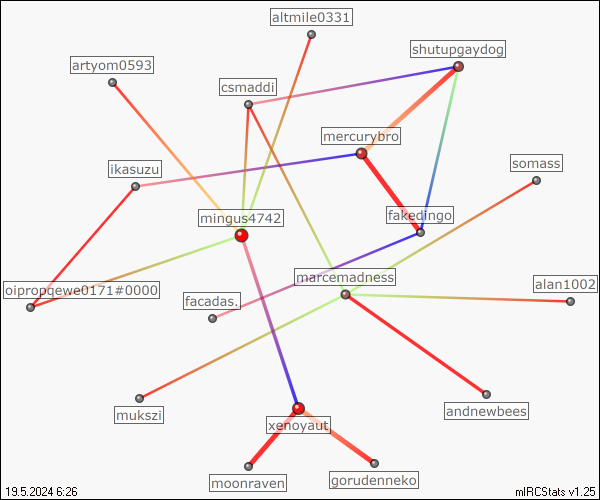 altmile0331
shutupgaydog
artyom0593
csmaddi
mercurybro
ikasuzu
somass
mingus4742
fakedingo
marcemadness
oipropqewe0171#0000
facadas.
alan1002
mukszi
andnewbees
xenoyaut
moonraven
gorudenneko
19.5.2024 6:26
mIRCStats v1.25